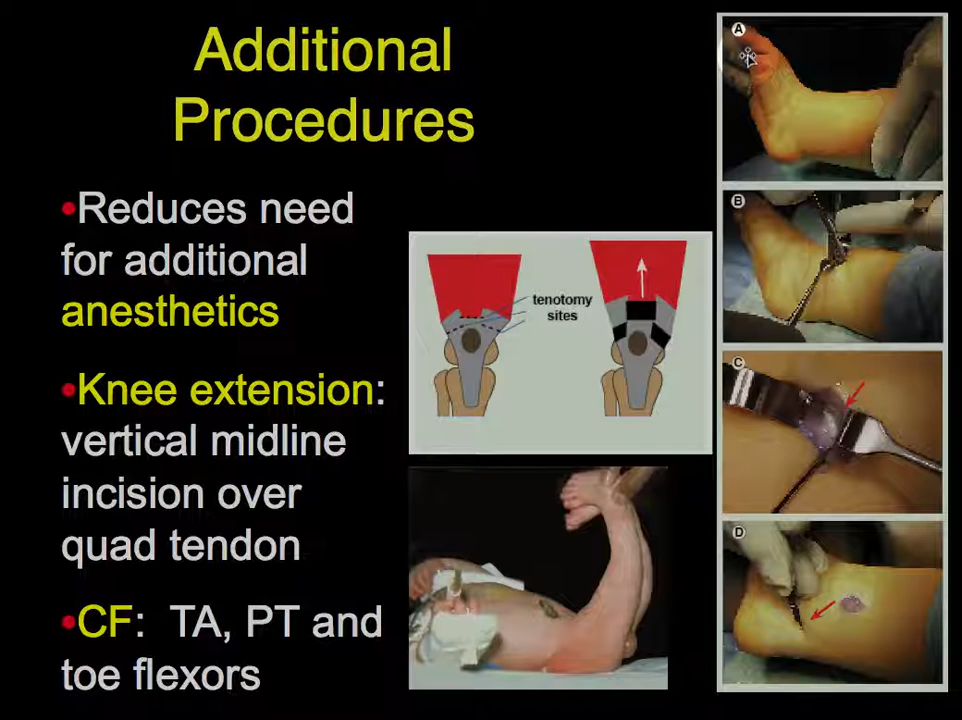 Additional
Procedures
•Reduces need
for additional
anesthetics
•Knee extension:
vertical midline
incision over
quad tendon
•CF: TA, PT and
toe flexors
tenotomy
sites
A
B
C
D